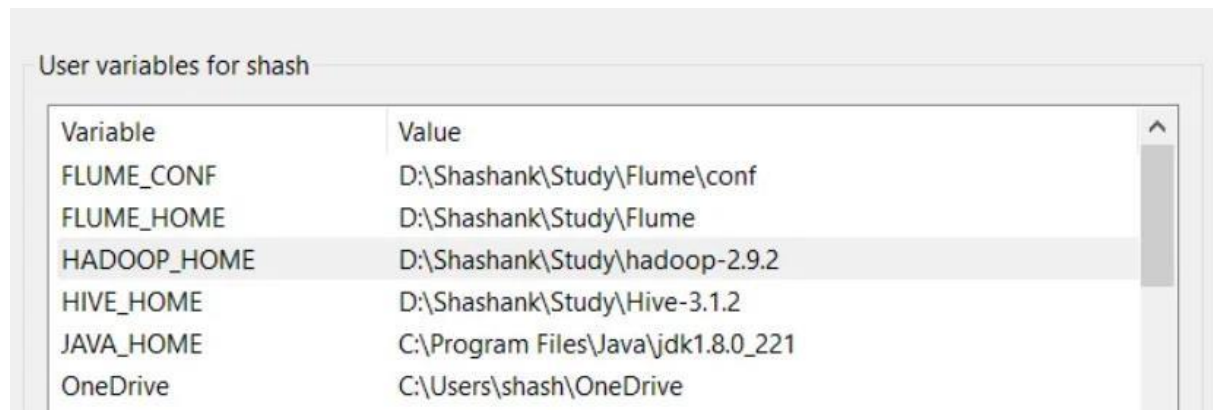 User variables for shash
Variable Value
FLUME_CONF D:\Shashank\Study\Flume\conf
FLUME_HOME D:\Shashank\Study\Flume
HADOOP_HOME D:\Shashank\Study\hadoop-2.9.2
HIVE_HOME D:\Shashank\Study\Hive-3.1.2
JAVA_HOME C:\Program Files\Java\jdk1.8.0_221
OneDrive C:\Users\shash\OneDrive